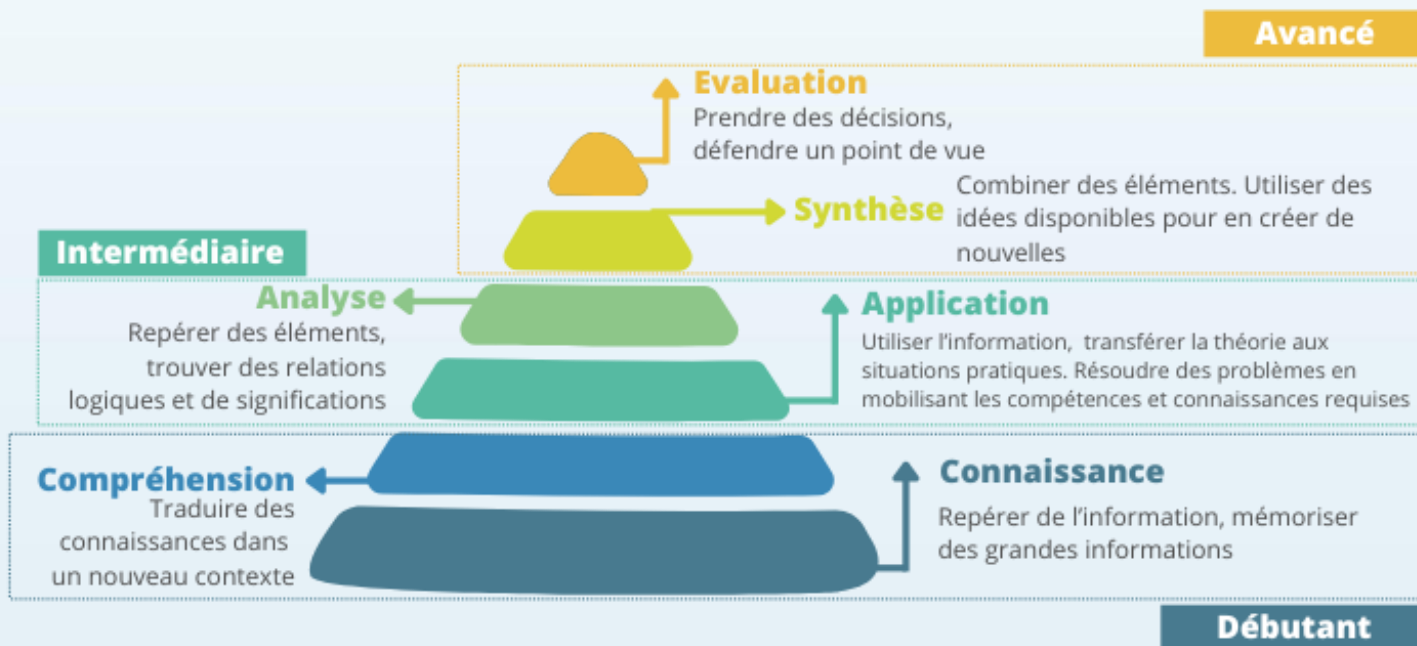 Avancé
Evaluation
Prendre des décisions,
défendre un point de vue
Synthèse
Combiner des éléments. Utiliser des
idées disponibles pour en créer de
nouvelles
Intermédiaire
Analyse
Repérer des éléments,
trouver des relations
logiques et de significations
Application
Utiliser l'information, transférer la théorie aux
situations pratiques. Résoudre des problèmes en
mobilisant les compétences et connaissances requises
Compréhension
Traduire des
connaissances dans
un nouveau contexte
Connaissance
Repérer de l'information, mémoriser
des grandes informations
Débutant